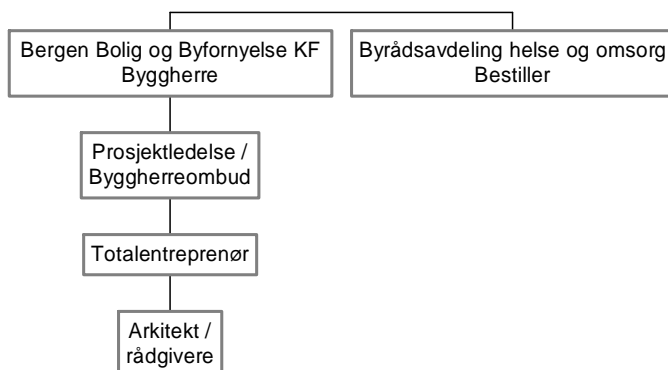 Bergen Bolig og Byfornyelse KF
Byggherre
Byrådsavdeling helse og omsorg
Bestiller
Prosjektledelse /
Byggherreombud
Totalentreprenør
Arkitekt /
rådgivere